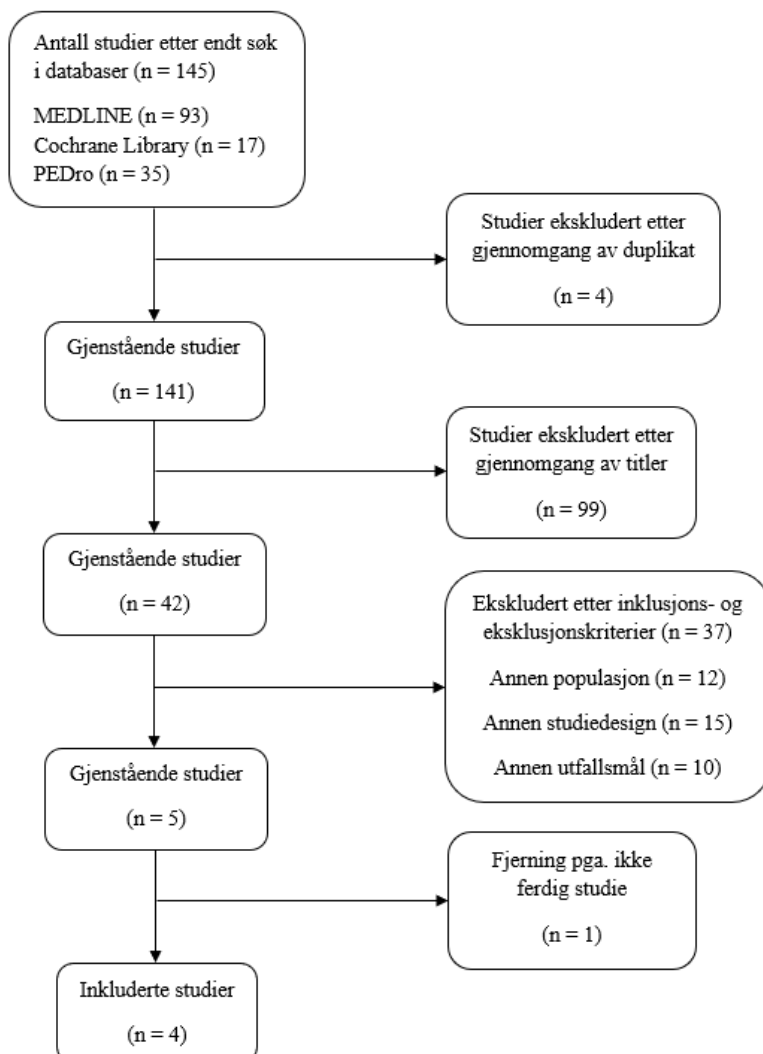 Antall studier etter endt søk
i databaser (n = 145)
MEDLINE (n = 93)
Cochrane Library (n = 17)
PEDro (n = 35)
Studier ekskludert etter
gjennomgang av duplikat
(n = 4)
Gjenstående studier
(n = 141)
Studier ekskludert etter
gjennomgang av titler
(n = 99)
Gjenstående studier
(n = 42)
Ekskludert etter inklusjons- og
eksklusjonskriterier (n = 37)
Annen populasjon (n = 12)
Annen studiedesign (n = 15)
Annen utfallsmål (n = 10)
Gjenstående studier
(n = 5)
Fjerning pga. ikke
ferdig studie
(n = 1)
Inkluderte studier
(n = 4)